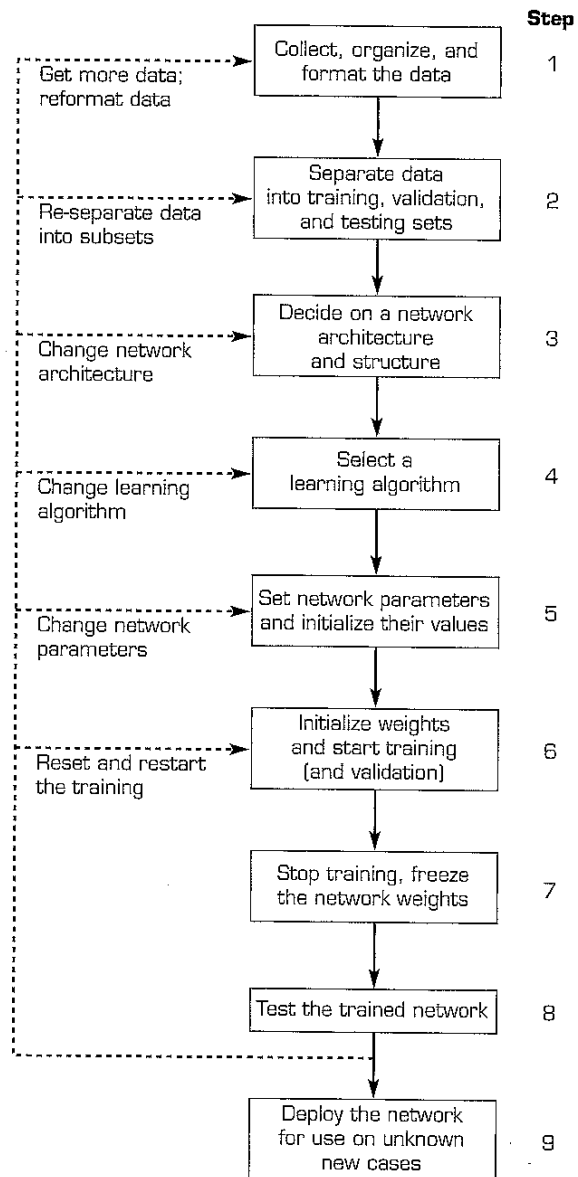 Step
Collect, organize, and
format the data
1
Get more data;
reformat data
Separate data
into training, validation,
and testing sets
2
Re-separate data
into subsets
Decide on a network
architecture
and structure
3
Change network
architecture
Select a
learning algorithm
4
Change learning
algorithm
Set network parameters
and initialize their values
5
Change network
parameters
Initialize weights
and start training
(and validation)
6
Reset and restart
the training
Stop training, freeze
the network weights
7
Test the trained network
8
Deploy the network
for use on unknown
new cases
9